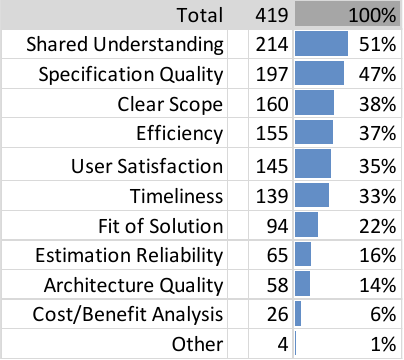 Total 419 100%
Shared Understanding 214 51%
Specification Quality 197 47%
Clear Scope 160 38%
Efficiency 155 37%
User Satisfaction 145 35%
Timeliness 139 33%
Fit of Solution 94 22%
Estimation Reliability 65 16%
Architecture Quality 58 14%
Cost/Benefit Analysis 26 6%
Other 4 1%